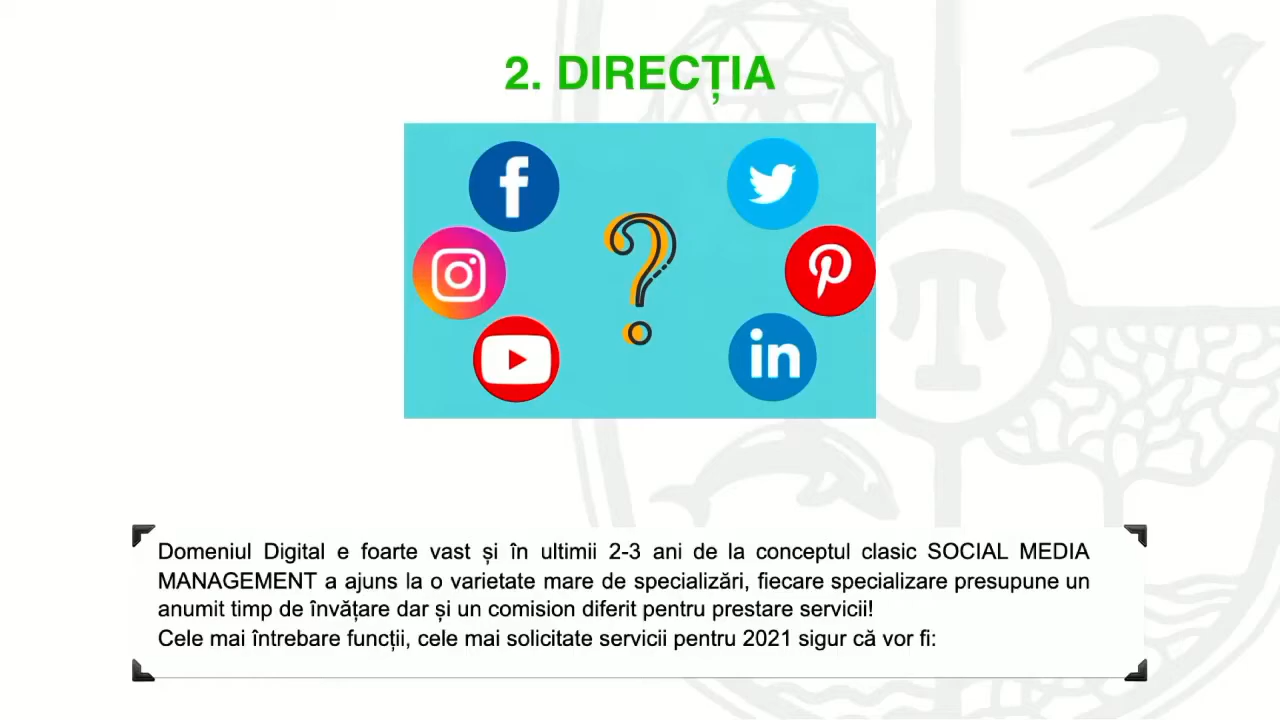 2. DIRECȚIA
f
?
in
Domeniul Digital e foarte vast și în ultimii 2-3 ani de la conceptul clasic SOCIAL MEDIA
MANAGEMENT a ajuns la o varietate mare de specializări, fiecare specializare presupune un
anumit timp de învățare dar și un comision diferit pentru prestare servicii!
Cele mai întrebare funcții, cele mai solicitate servicii pentru 2021 sigur că vor fi: